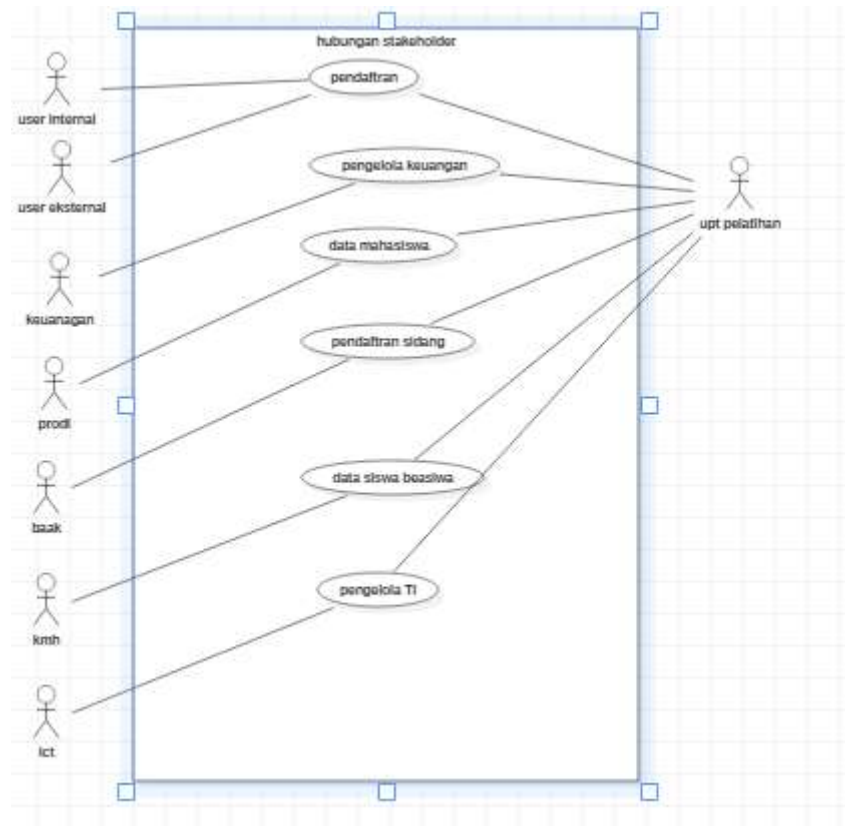 hubungan stakeholder
pendaftran
user internal
pengelola keuangan
user eksternal
upt pelatihan
data mahasiswa
keuanagan
pendaftran sidang
prodi
data siswa beasiwa
baak
pengelola TI
kmh
ict